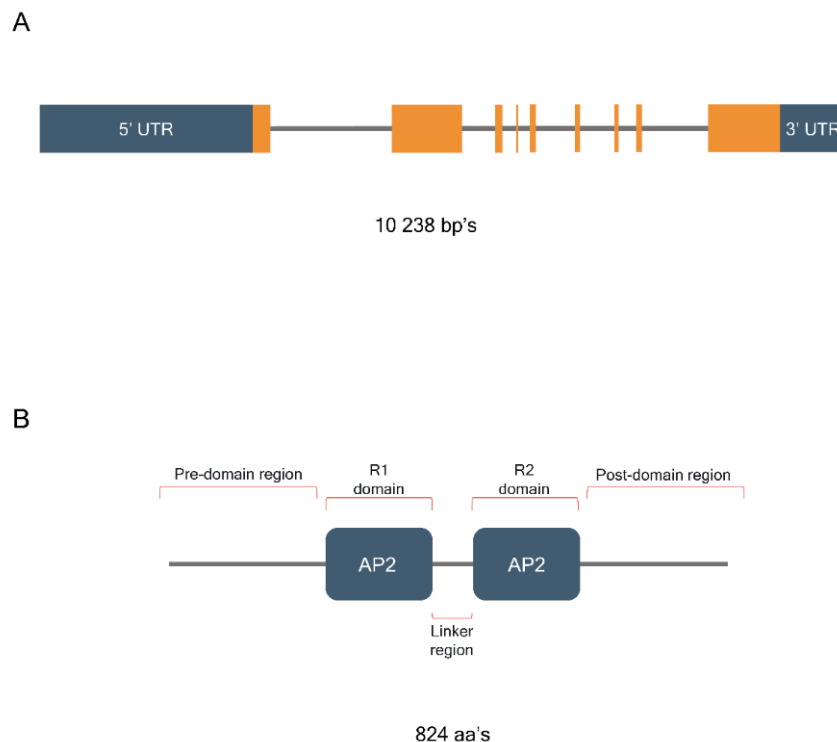 A
5' UTR
3' UTR
10 238 bp's
B
Pre-domain region
R1
domain
R2
domain
Post-domain region
AP2
AP2
Linker
region
824 aa's